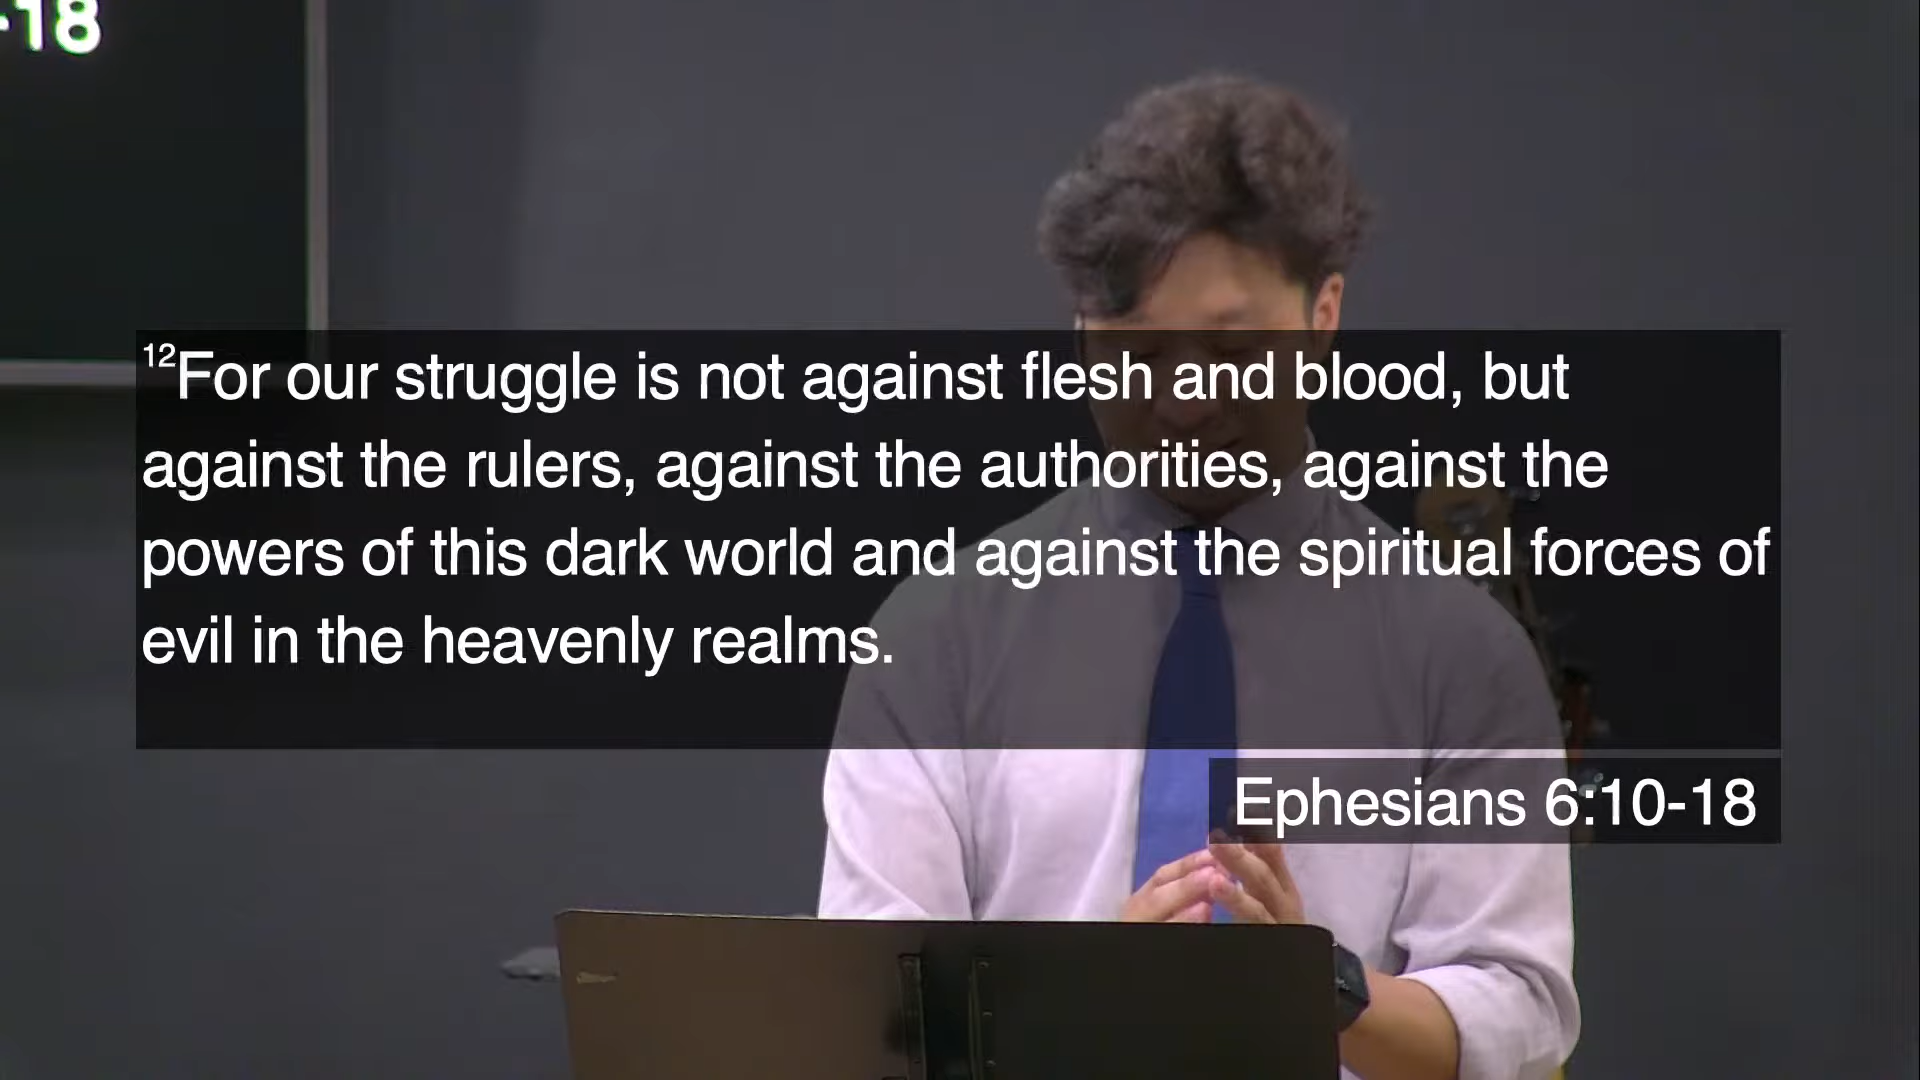 -18
12For our struggle is not against flesh and blood, but
against the rulers, against the authorities, against the
powers of this dark world and against the spiritual forces of
evil in the heavenly realms.
Ephesians 6:10-18